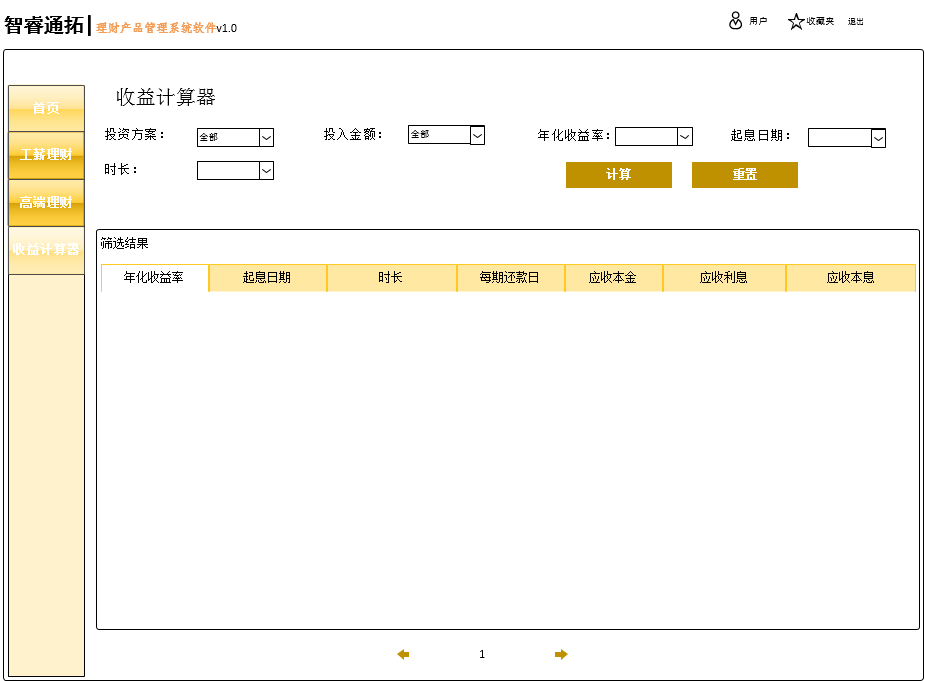 智睿通拓 理财产品管理系统软件v1.0 用户 收藏夹 退出
首页
工薪理财
高端理财
收益计算器
收益计算器
投资方案： 全部 投入金额： 全部 年化收益率： 起息日期：
时长：
计算 重置
筛选结果
年化收益率 起息日期 时长 每期还款日 应收本金 应收利息 应收本息
1